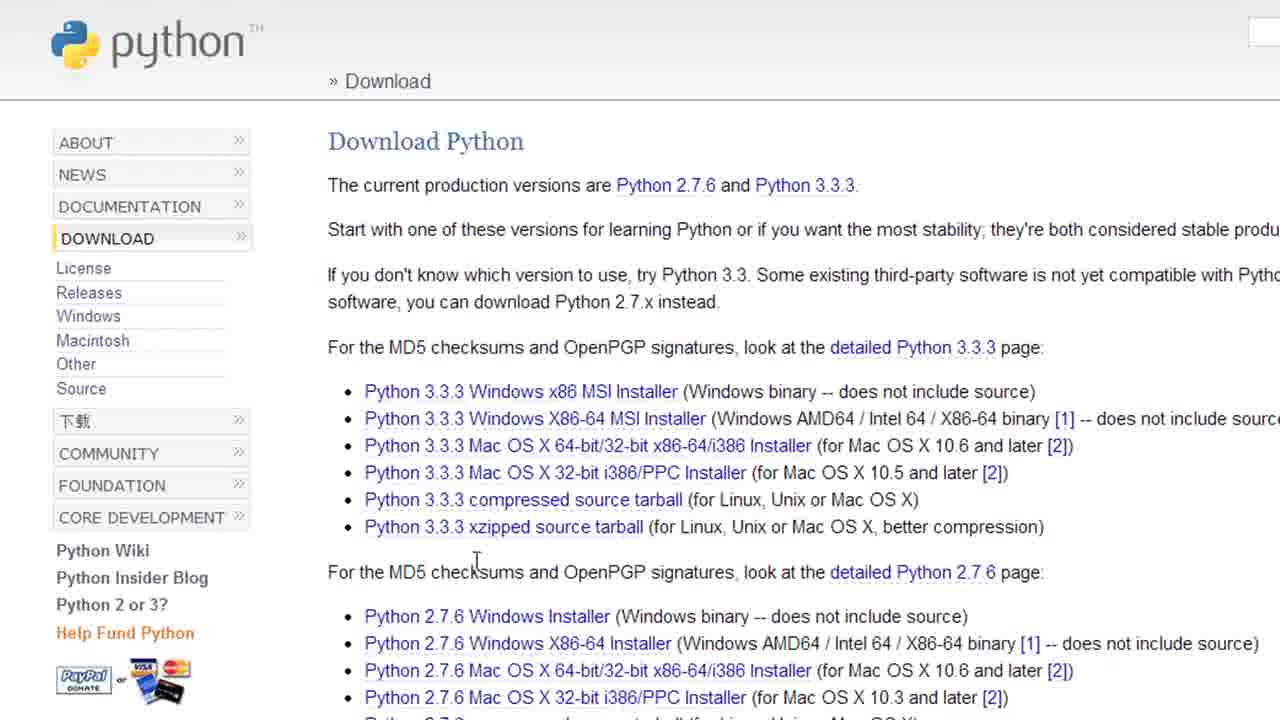 python™
» Download
ABOUT »
NEWS »
DOCUMENTATION »
DOWNLOAD »
License
Releases
Windows
Macintosh
Other
Source
下载 »
COMMUNITY »
FOUNDATION »
CORE DEVELOPMENT »
Python Wiki
Python Insider Blog
Python 2 or 3?
Help Fund Python
PayPal DONATE or VISA MasterCard
Download Python
The current production versions are Python 2.7.6 and Python 3.3.3.
Start with one of these versions for learning Python or if you want the most stability; they're both considered stable produ
If you don't know which version to use, try Python 3.3. Some existing third-party software is not yet compatible with Pytho
software, you can download Python 2.7.x instead.
For the MD5 checksums and OpenPGP signatures, look at the detailed Python 3.3.3 page:
• Python 3.3.3 Windows x86 MSI Installer (Windows binary -- does not include source)
• Python 3.3.3 Windows X86-64 MSI Installer (Windows AMD64 / Intel 64 / X86-64 binary [1] -- does not include source
• Python 3.3.3 Mac OS X 64-bit/32-bit x86-64/i386 Installer (for Mac OS X 10.6 and later [2])
• Python 3.3.3 Mac OS X 32-bit i386/PPC Installer (for Mac OS X 10.5 and later [2])
• Python 3.3.3 compressed source tarball (for Linux, Unix or Mac OS X)
• Python 3.3.3 xzipped source tarball (for Linux, Unix or Mac OS X, better compression)
For the MD5 checksums and OpenPGP signatures, look at the detailed Python 2.7.6 page:
• Python 2.7.6 Windows Installer (Windows binary -- does not include source)
• Python 2.7.6 Windows X86-64 Installer (Windows AMD64 / Intel 64 / X86-64 binary [1] -- does not include source)
• Python 2.7.6 Mac OS X 64-bit/32-bit x86-64/i386 Installer (for Mac OS X 10.6 and later [2])
• Python 2.7.6 Mac OS X 32-bit i386/PPC Installer (for Mac OS X 10.3 and later [2])